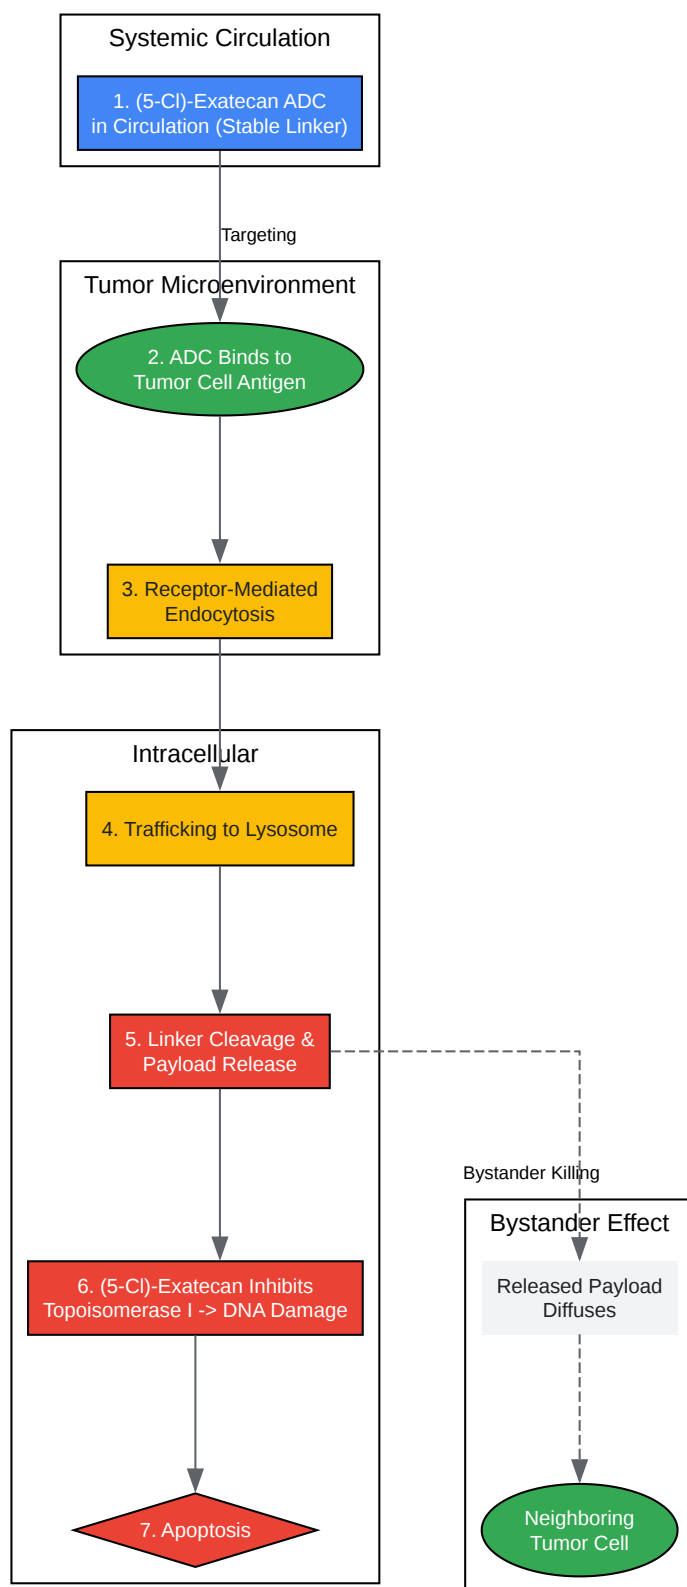 Systemic Circulation
1. (5-Cl)-Exatecan ADC
in Circulation (Stable Linker)
Targeting
Tumor Microenvironment
2. ADC Binds to
Tumor Cell Antigen
3. Receptor-Mediated
Endocytosis
Intracellular
4. Trafficking to Lysosome
5. Linker Cleavage &
Payload Release
Bystander Killing
Bystander Effect
6. (5-Cl)-Exatecan Inhibits
Topoisomerase I -> DNA Damage
Released Payload
Diffuses
7. Apoptosis
Neighboring
Tumor Cell